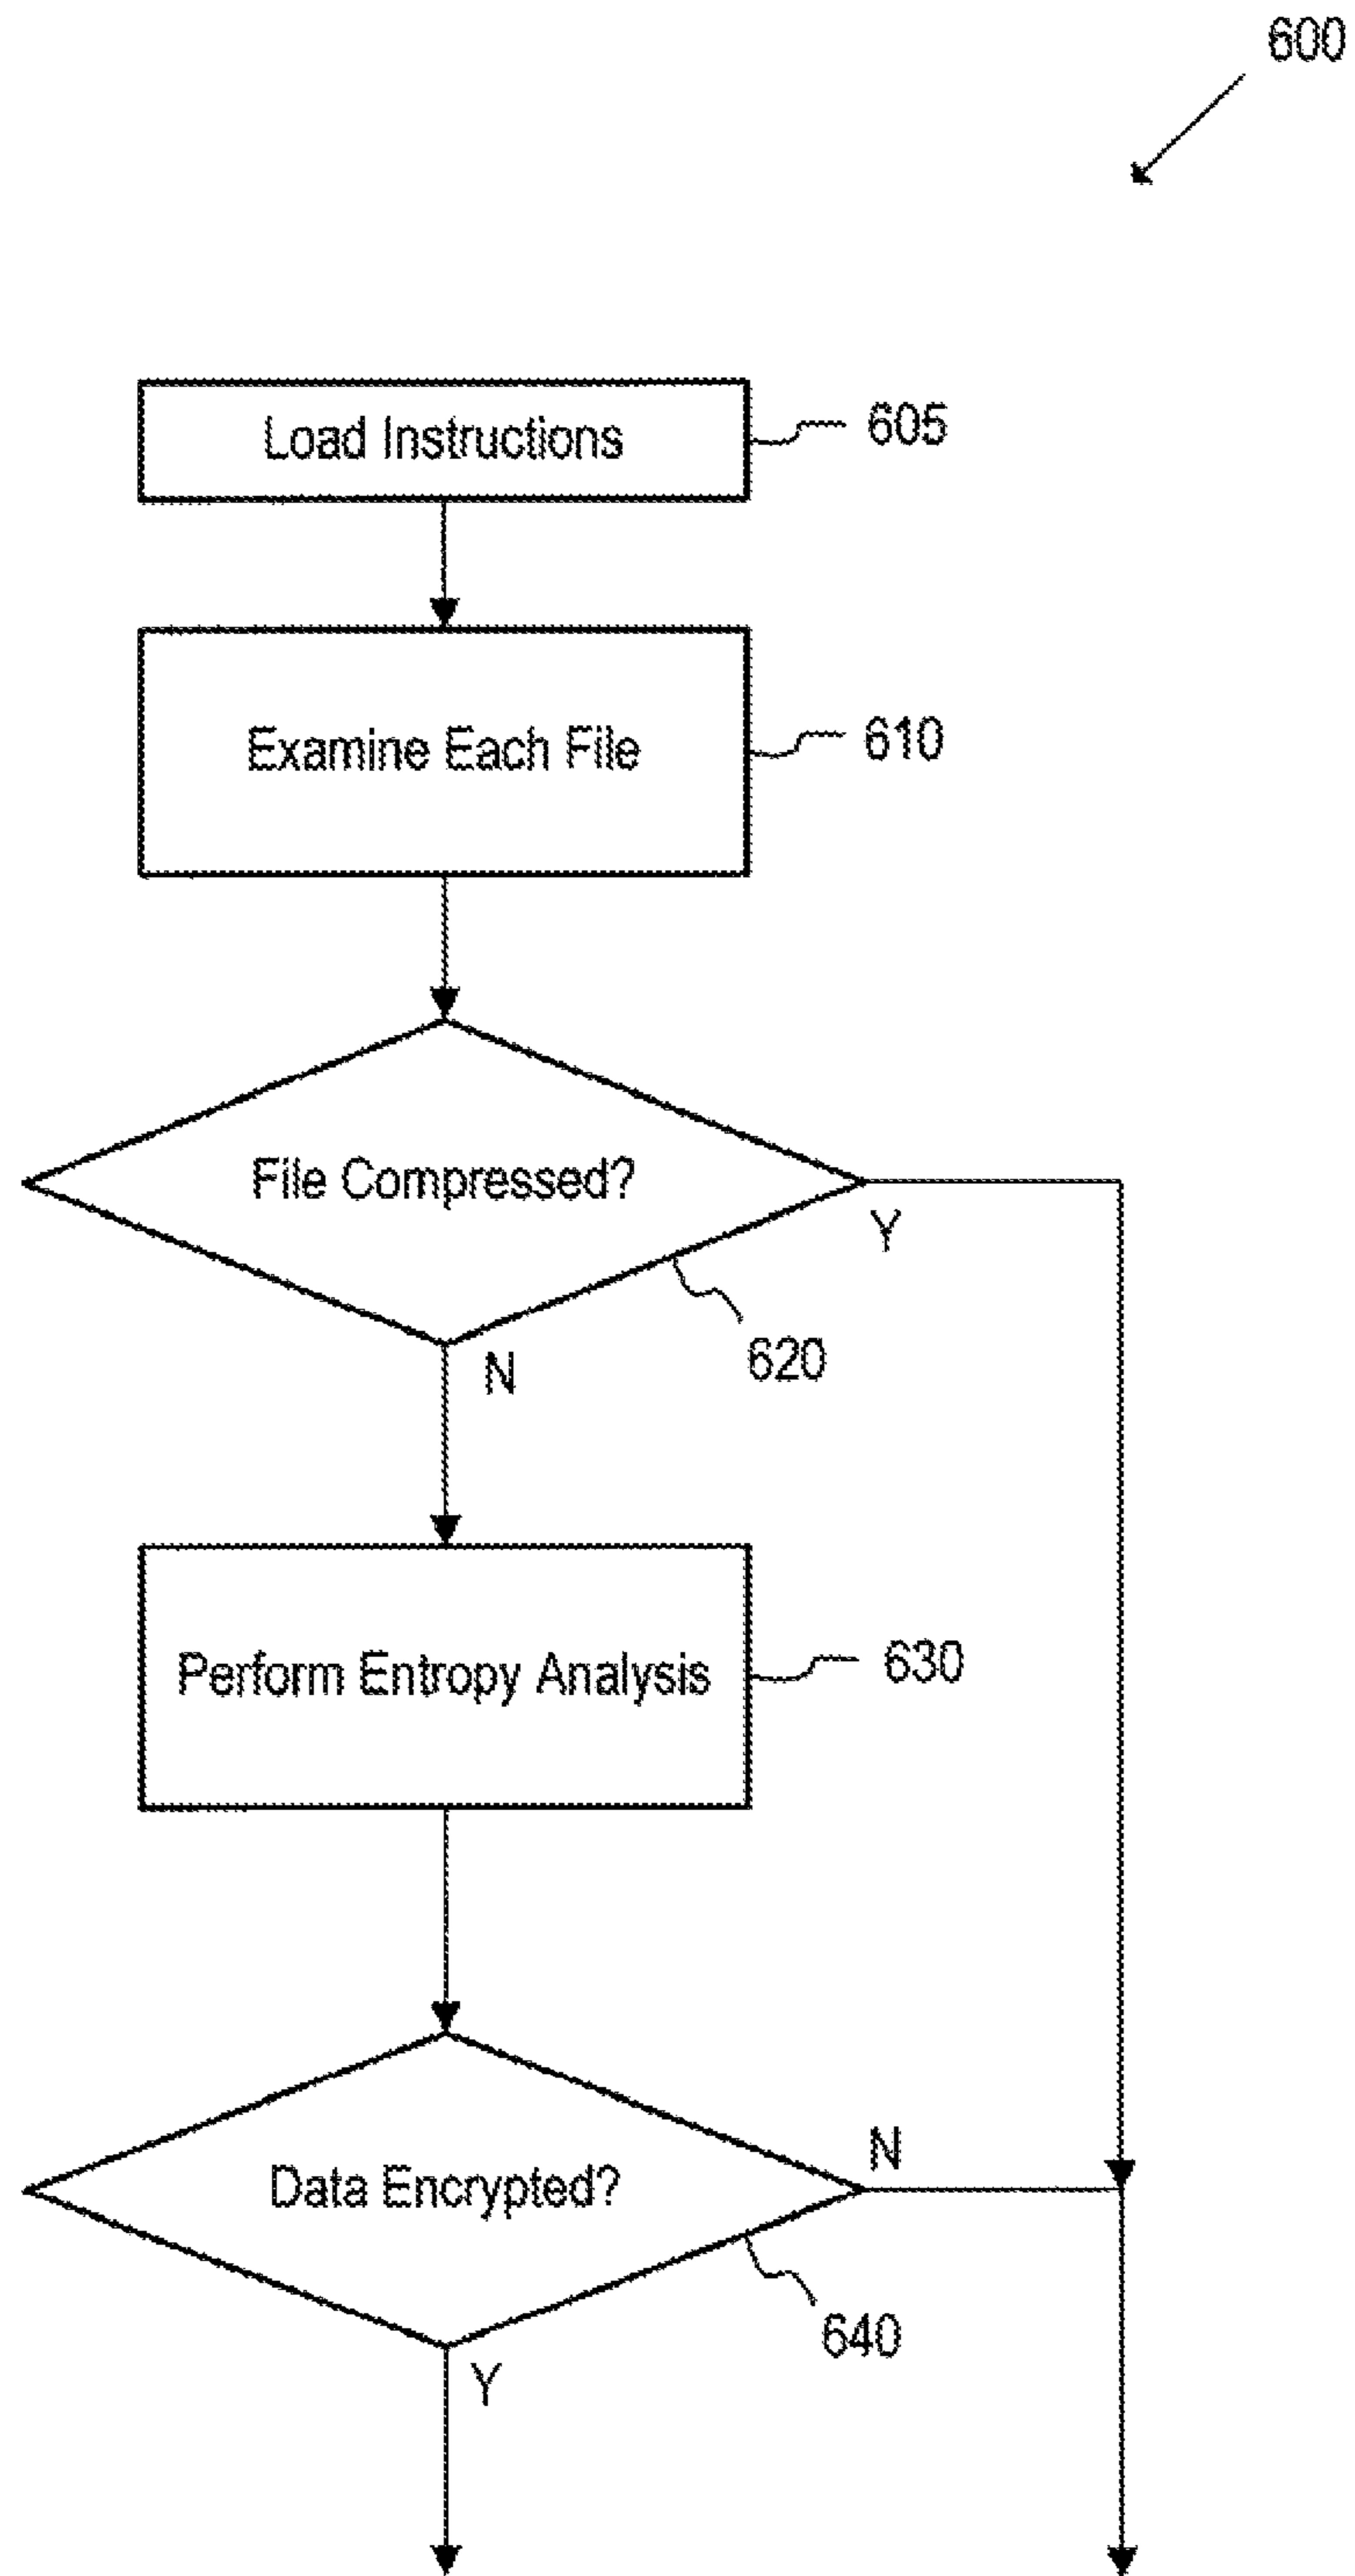 600
Load Instructions
605
Examine Each File
610
File Compressed?
Y
620
N
Perform Entropy Analysis
630
N
Data Encrypted?
640
Y